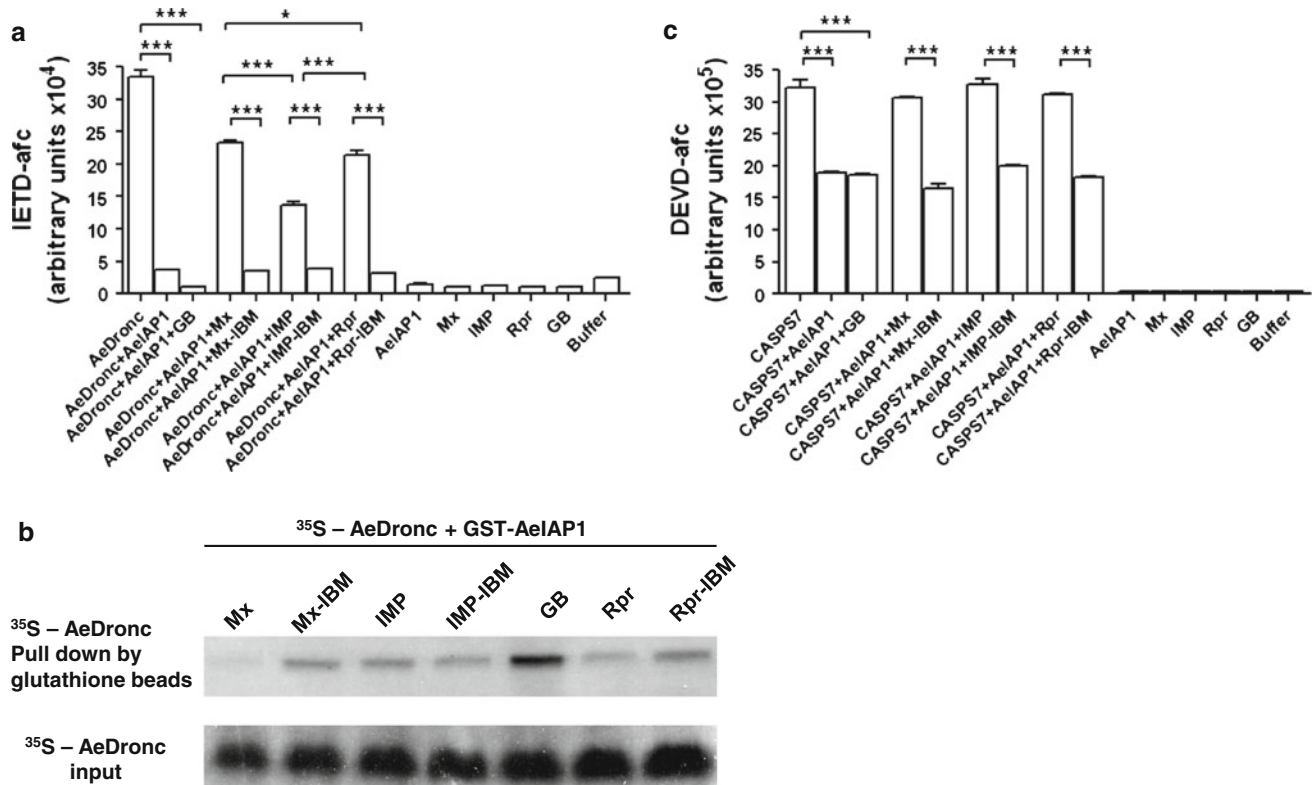 a
IETD-afc
(arbitrary units x10⁴)
35
30
25
20
15
10
5
0
***
***
***
***
*
***
***
***
AeDronc
AeDronc+AeIAP1
AeDronc+AeIAP1+GB
AeDronc+AeIAP1+Mx
AeDronc+AeIAP1+Mx-IBM
AeDronc+AeIAP1+IMP
AeDronc+AeIAP1+IMP-IBM
AeDronc+AeIAP1+Rpr
AeDronc+AeIAP1+Rpr-IBM
AeIAP1
Mx
IMP
Rpr
GB
Buffer
c
DEVD-afc
(arbitrary units x10⁵)
35
30
25
20
15
10
5
0
***
***
***
***
***
CASPS7
CASPS7+AeIAP1
CASPS7+AeIAP1+GB
CASPS7+AeIAP1+Mx
CASPS7+AeIAP1+Mx-IBM
CASPS7+AeIAP1+IMP
CASPS7+AeIAP1+IMP-IBM
CASPS7+AeIAP1+Rpr
CASPS7+AeIAP1+Rpr-IBM
AeIAP1
Mx
IMP
Rpr
GB
Buffer
b
³⁵S – AeDronc + GST-AeIAP1
Mx
Mx-IBM
IMP
IMP-IBM
GB
Rpr
Rpr-IBM
³⁵S – AeDronc
Pull down by
glutathione beads
³⁵S – AeDronc
input